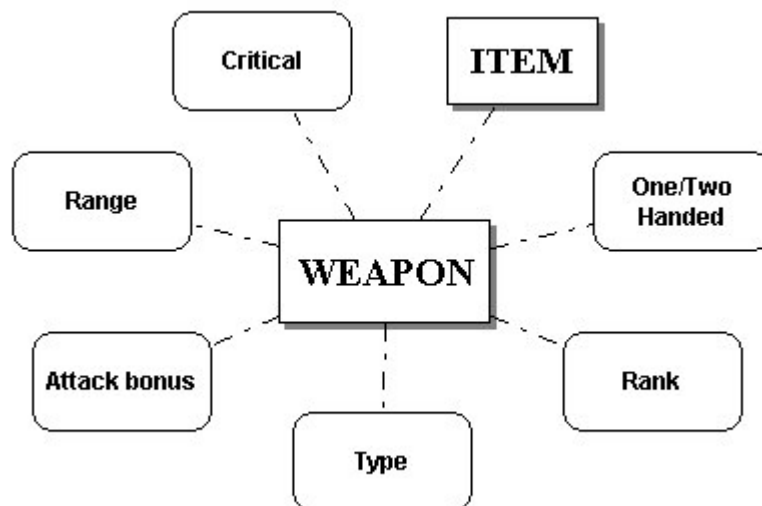 Critical
ITEM
Range
One/Two
Handed
WEAPON
Attack bonus
Rank
Type